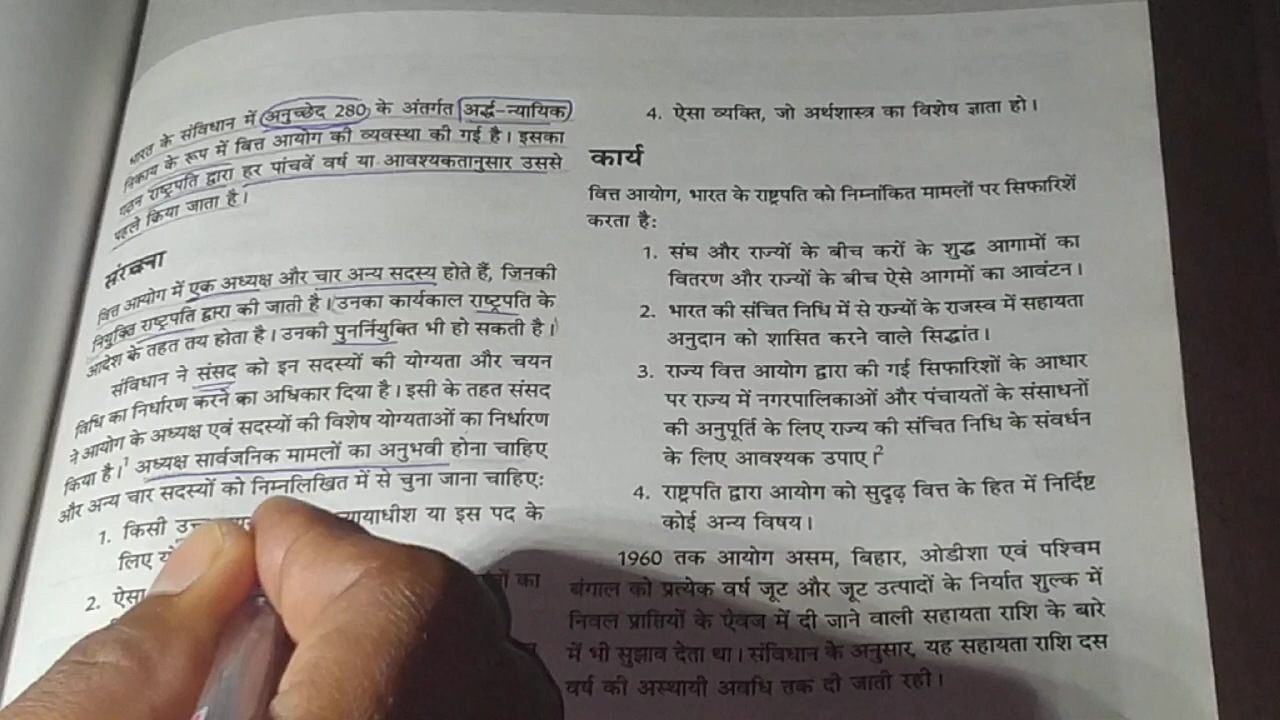 भारत के संविधान में अनुच्छेद 280 के अंतर्गत अर्द्ध-न्यायिक
निकाय के रूप में वित्त आयोग की व्यवस्था की गई है। इसका
गठन राष्ट्रपति द्वारा हर पांचवें वर्ष या आवश्यकतानुसार उससे
पहले किया जाता है।
संरचना
वित्त आयोग में एक अध्यक्ष और चार अन्य सदस्य होते हैं, जिनकी
नियुक्ति राष्ट्रपति द्वारा की जाती है। उनका कार्यकाल राष्ट्रपति के
आदेश के तहत तय होता है। उनकी पुनर्नियुक्ति भी हो सकती है।
संविधान ने संसद को इन सदस्यों की योग्यता और चयन
विधि का निर्धारण करने का अधिकार दिया है। इसी के तहत संसद
ने आयोग के अध्यक्ष एवं सदस्यों की विशेष योग्यताओं का निर्धारण
किया है।¹ अध्यक्ष सार्वजनिक मामलों का अनुभवी होना चाहिए
और अन्य चार सदस्यों को निम्नलिखित में से चुना जाना चाहिए:
1. किसी न्यायाधीश या इस पद के
लिए
2. ऐसा का
4. ऐसा व्यक्ति, जो अर्थशास्त्र का विशेष ज्ञाता हो।
कार्य
वित्त आयोग, भारत के राष्ट्रपति को निम्नांकित मामलों पर सिफारिशें
करता है:
1. संघ और राज्यों के बीच करों के शुद्ध आगामों का
वितरण और राज्यों के बीच ऐसे आगमों का आवंटन।
2. भारत की संचित निधि में से राज्यों के राजस्व में सहायता
अनुदान को शासित करने वाले सिद्धांत।
3. राज्य वित्त आयोग द्वारा की गई सिफारिशों के आधार
पर राज्य में नगरपालिकाओं और पंचायतों के संसाधनों
की अनुपूर्ति के लिए राज्य की संचित निधि के संवर्धन
के लिए आवश्यक उपाए।²
4. राष्ट्रपति द्वारा आयोग को सुदृढ़ वित्त के हित में निर्दिष्ट
कोई अन्य विषय।
1960 तक आयोग असम, बिहार, ओडीशा एवं पश्चिम
बंगाल को प्रत्येक वर्ष जूट और जूट उत्पादों के निर्यात शुल्क में
निवल प्राप्तियों के ऐवज में दी जाने वाली सहायता राशि के बारे
में भी सुझाव देता था। संविधान के अनुसार, यह सहायता राशि दस
वर्ष की अस्थायी अवधि तक दी जाती रही।